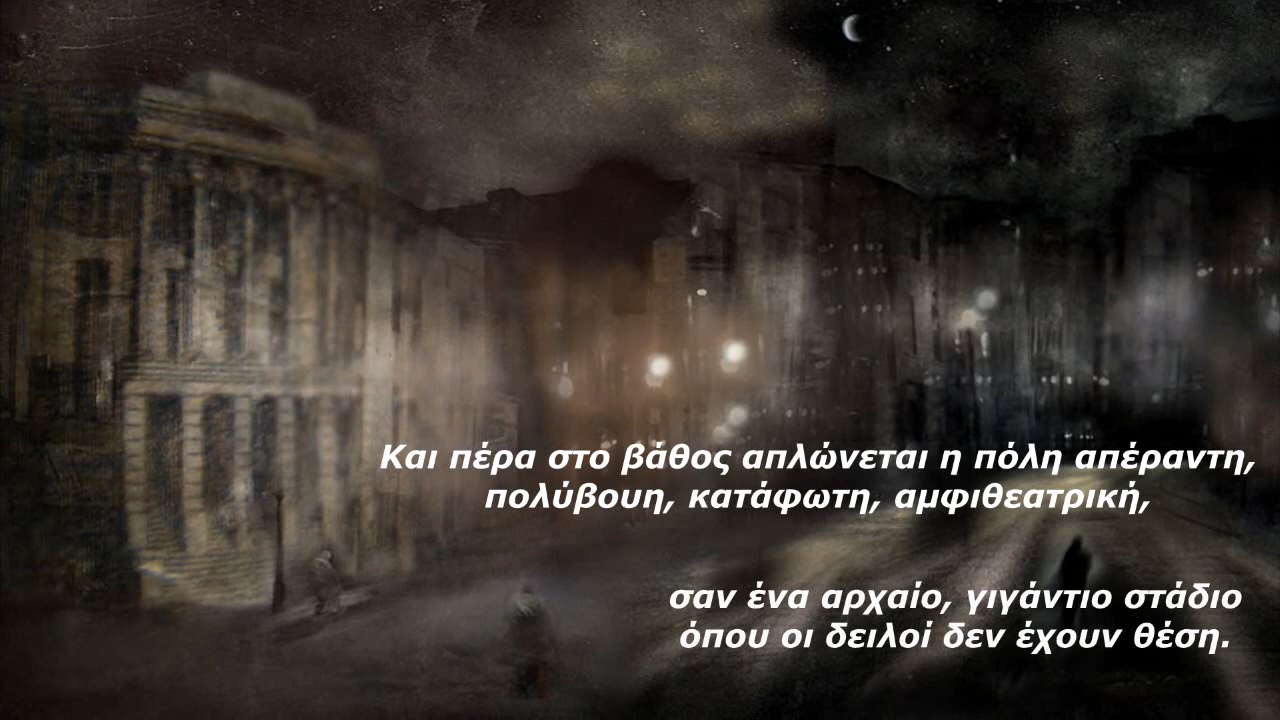 Και πέρα στο βάθος απλώνεται η πόλη απέραντη,
πολύβουη, κατάφωτη, αμφιθεατρική,
σαν ένα αρχαίο, γιγάντιο στάδιο
όπου οι δειλοί δεν έχουν θέση.